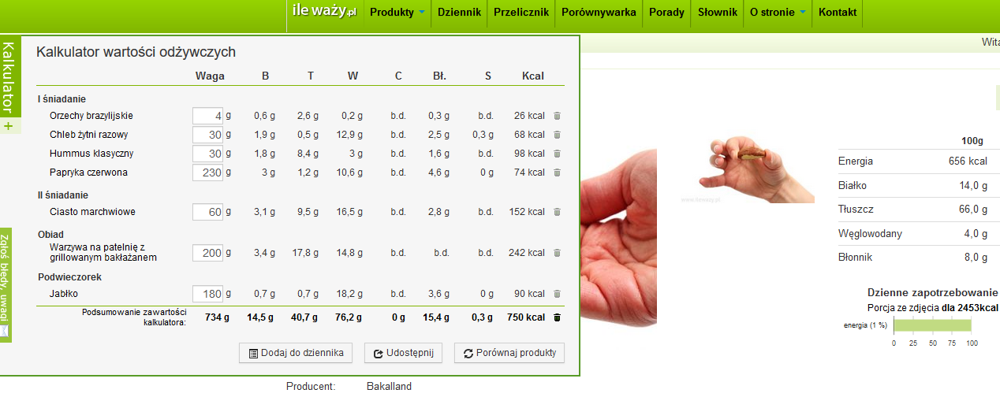 ile waży.pl Produkty Dziennik Przelicznik Porównywarka Porady Słownik O stronie Kontakt
Wita
Kalkulator
+
Zgłoś błędy, uwagi
Kalkulator wartości odżywczych
Waga B T W C Bł. S Kcal
I śniadanie
Orzechy brazylijskie 4 g 0,6 g 2,6 g 0,2 g b.d. 0,3 g b.d. 26 kcal
Chleb żytni razowy 30 g 1,9 g 0,5 g 12,9 g b.d. 2,5 g 0,3 g 68 kcal
Hummus klasyczny 30 g 1,8 g 8,4 g 3 g b.d. 1,6 g b.d. 98 kcal
Papryka czerwona 230 g 3 g 1,2 g 10,6 g b.d. 4,6 g 0 g 74 kcal
II śniadanie
Ciasto marchwiowe 60 g 3,1 g 9,5 g 16,5 g b.d. 2,8 g b.d. 152 kcal
Obiad
Warzywa na patelnię z
grillowanym bakłażanem 200 g 3,4 g 17,8 g 14,8 g b.d. b.d. b.d. 242 kcal
Podwieczorek
Jabłko 180 g 0,7 g 0,7 g 18,2 g b.d. 3,6 g 0 g 90 kcal
Podsumowanie zawartości
kalkulatora: 734 g 14,5 g 40,7 g 76,2 g 0 g 15,4 g 0,3 g 750 kcal
Dodaj do dziennika Udostępnij Porównaj produkty
www.ilewazy.pl
100g
Energia 656 kcal
Białko 14,0 g
Tłuszcz 66,0 g
Węglowodany 4,0 g
Błonnik 8,0 g
Dzienne zapotrzebowanie
Porcja ze zdjęcia dla 2453kcal
energia (1 %)
0 25 50 75 100
Producent: Bakalland